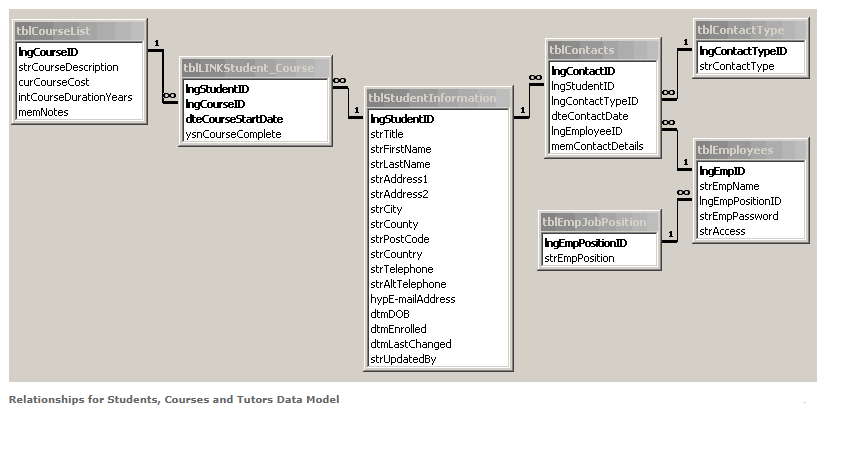 tblCourseList
lngCourseID
strCourseDescription
curCourseCost
intCourseDurationYears
memNotes
1
∞
tblLINKStudent_Course
lngStudentID
lngCourseID
dteCourseStartDate
ysnCourseComplete
∞
1
tblStudentInformation
lngStudentID
strTitle
strFirstName
strLastName
strAddress1
strAddress2
strCity
strCounty
strPostCode
strCountry
strTelephone
strAltTelephone
hypE-mailAddress
dtmDOB
dtmEnrolled
dtmLastChanged
strUpdatedBy
1
∞
tblContacts
lngContactID
lngStudentID
lngContactTypeID
dteContactDate
lngEmployeeID
memContactDetails
1
∞
tblContactType
lngContactTypeID
strContactType
∞
1
tblEmployees
lngEmpID
strEmpName
lngEmpPositionID
strEmpPassword
strAccess
∞
1
tblEmpJobPosition
lngEmpPositionID
strEmpPosition
Relationships for Students, Courses and Tutors Data Model